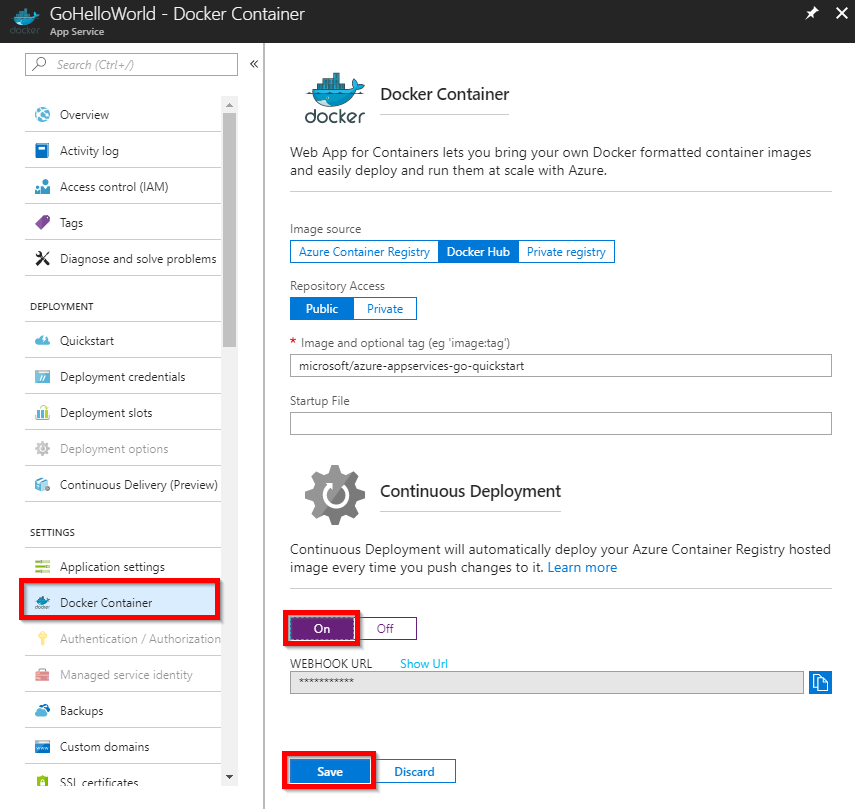 GoHelloWorld - Docker Container
App Service
docker
Search (Ctrl+/)
«
Overview
Activity log
Access control (IAM)
Tags
Diagnose and solve problems
DEPLOYMENT
Quickstart
Deployment credentials
Deployment slots
Deployment options
Continuous Delivery (Preview)
SETTINGS
Application settings
Docker Container
Authentication / Authorization
Managed service identity
Backups
Custom domains
SSL certificates
docker
Docker Container
Web App for Containers lets you bring your own Docker formatted container images
and easily deploy and run them at scale with Azure.
Image source
Azure Container Registry Docker Hub Private registry
Repository Access
Public Private
* Image and optional tag (eg 'image:tag')
microsoft/azure-appservices-go-quickstart
Startup File
Continuous Deployment
Continuous Deployment will automatically deploy your Azure Container Registry hosted
image every time you push changes to it. Learn more
On Off
WEBHOOK URL Show Url
***********
Save Discard